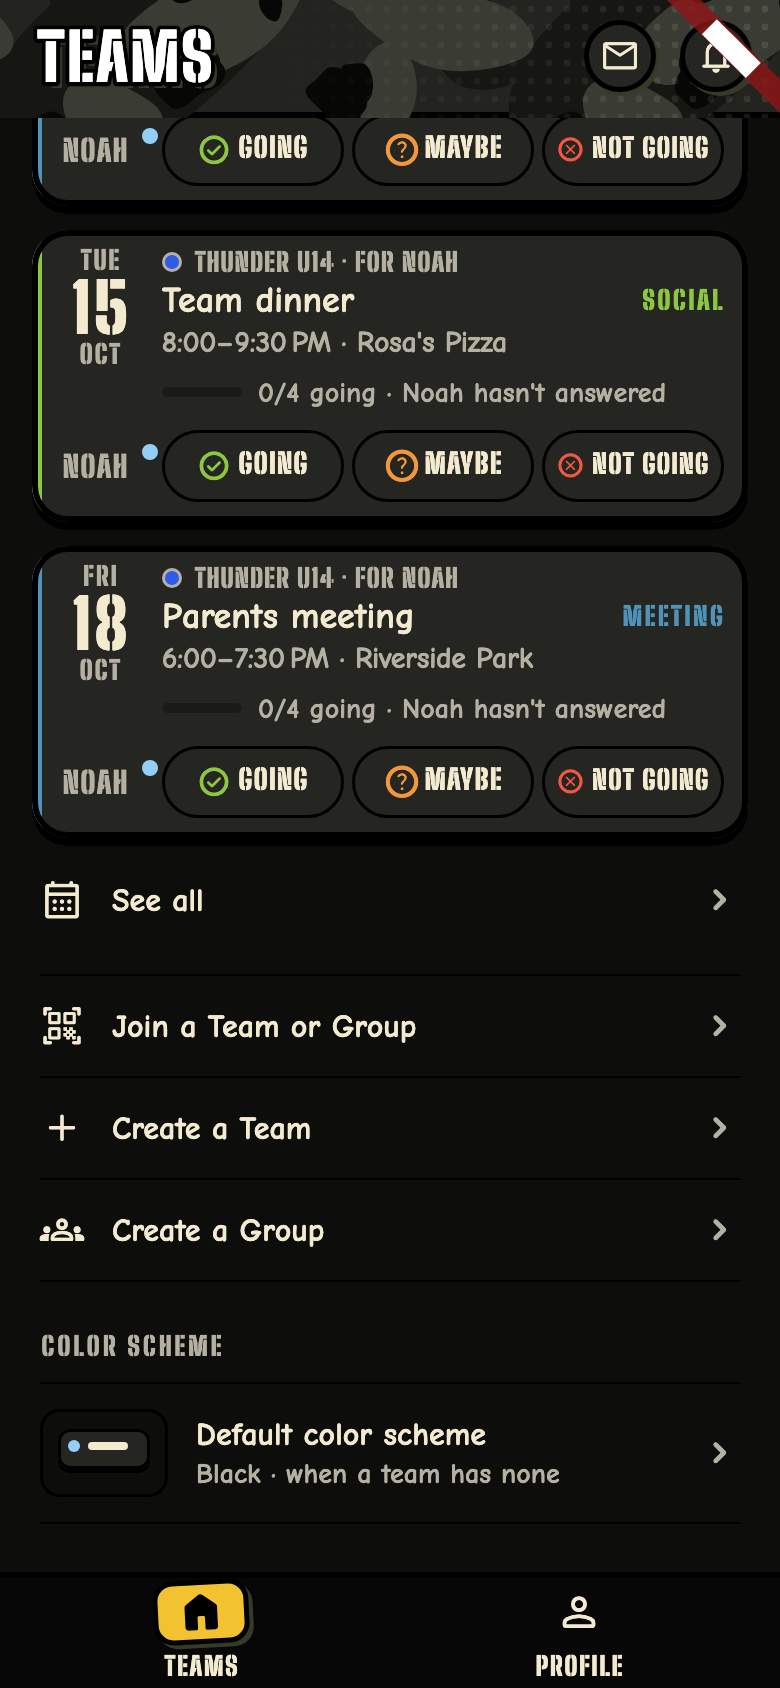 TEAMS
NOAH GOING MAYBE NOT GOING
TUE
15
OCT
THUNDER U14 · FOR NOAH
Team dinner
SOCIAL
8:00–9:30 PM · Rosa's Pizza
0/4 going · Noah hasn't answered
NOAH GOING MAYBE NOT GOING
FRI
18
OCT
THUNDER U14 · FOR NOAH
Parents meeting
MEETING
6:00–7:30 PM · Riverside Park
0/4 going · Noah hasn't answered
NOAH GOING MAYBE NOT GOING
See all
Join a Team or Group
Create a Team
Create a Group
COLOR SCHEME
Default color scheme
Black · when a team has none
TEAMS PROFILE